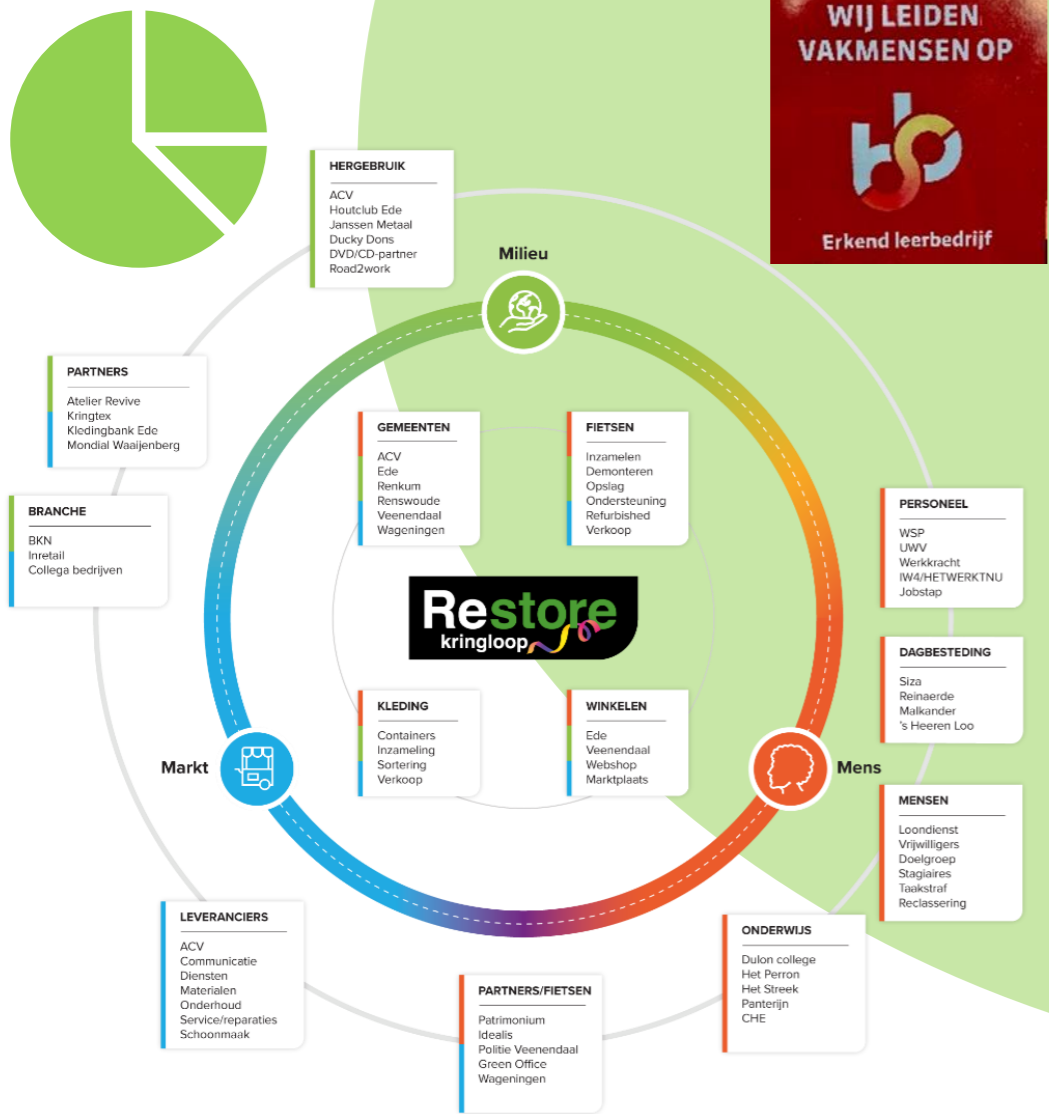 WIJ LEIDEN
VAKMENSEN OP
Erkend leerbedrijf
HERGEBRUIK
ACV
Houtclub Ede
Janssen Metaal
Ducky Dons
DVD/CD-partner
Road2work
Milieu
PARTNERS
Atelier Revive
Kringtex
Kledingbank Ede
Mondial Waaijenberg
BRANCHE
BKN
Inretail
Collega bedrijven
GEMEENTEN
ACV
Ede
Renkum
Renswoude
Veenendaal
Wageningen
FIETSEN
Inzamelen
Demonteren
Opslag
Ondersteuning
Refurbished
Verkoop
Restore
kringloop
KLEDING
Containers
Inzameling
Sortering
Verkoop
WINKELEN
Ede
Veenendaal
Webshop
Marktplaats
Markt
Mens
PERSONEEL
WSP
UWV
Werkkracht
IW4/HETWERKTNU
Jobstap
DAGBESTEDING
Siza
Reinaerde
Malkander
's Heeren Loo
MENSEN
Loondienst
Vrijwilligers
Doelgroep
Stagiaires
Taakstraf
Reclassering
LEVERANCIERS
ACV
Communicatie
Diensten
Materialen
Onderhoud
Service/reparaties
Schoonmaak
PARTNERS/FIETSEN
Patrimonium
Idealis
Politie Veenendaal
Green Office
Wageningen
ONDERWIJS
Dulon college
Het Perron
Het Streek
Panterijn
CHE